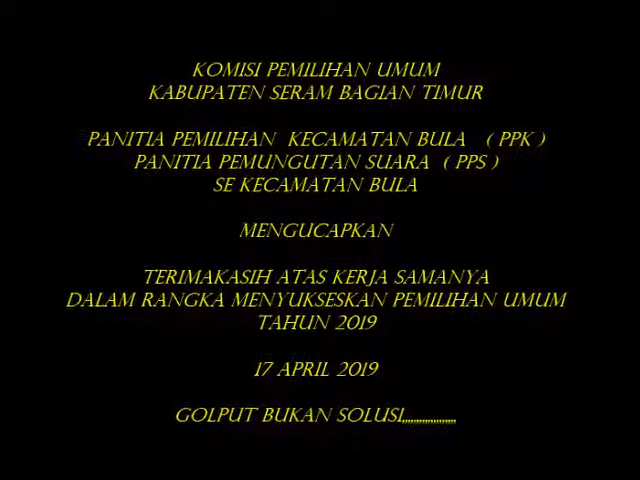 KOMISI PEMILIHAN UMUM
KABUPATEN SERAM BAGIAN TIMUR
PANITIA PEMILIHAN KECAMATAN BULA ( PPK )
PANITIA PEMUNGUTAN SUARA ( PPS )
SE KECAMATAN BULA
MENGUCAPKAN
TERIMAKASIH ATAS KERJA SAMANYA
DALAM RANGKA MENYUKSESKAN PEMILIHAN UMUM
TAHUN 2019
17 APRIL 2019
GOLPUT BUKAN SOLUSI,,,,,,,,,,,,,,,,,,,